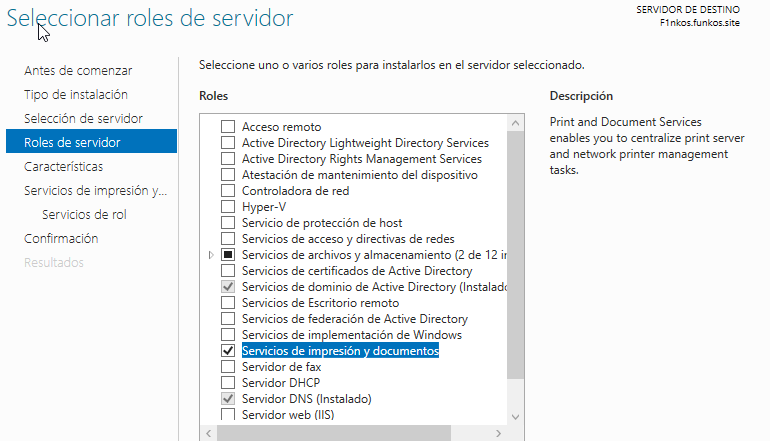 Seleccionar roles de servidor
SERVIDOR DE DESTINO
F1nkos.funkos.site
Antes de comenzar
Tipo de instalación
Selección de servidor
Roles de servidor
Características
Servicios de impresión y...
Servicios de rol
Confirmación
Resultados
Seleccione uno o varios roles para instalarlos en el servidor seleccionado.
Roles
Acceso remoto
Active Directory Lightweight Directory Services
Active Directory Rights Management Services
Atestación de mantenimiento del dispositivo
Controladora de red
Hyper-V
Servicio de protección de host
Servicios de acceso y directivas de redes
Servicios de archivos y almacenamiento (2 de 12 in
Servicios de certificados de Active Directory
Servicios de dominio de Active Directory (Instalado
Servicios de Escritorio remoto
Servicios de federación de Active Directory
Servicios de implementación de Windows
Servicios de impresión y documentos
Servidor de fax
Servidor DHCP
Servidor DNS (Instalado)
Servidor web (IIS)
Descripción
Print and Document Services
enables you to centralize print server
and network printer management
tasks.